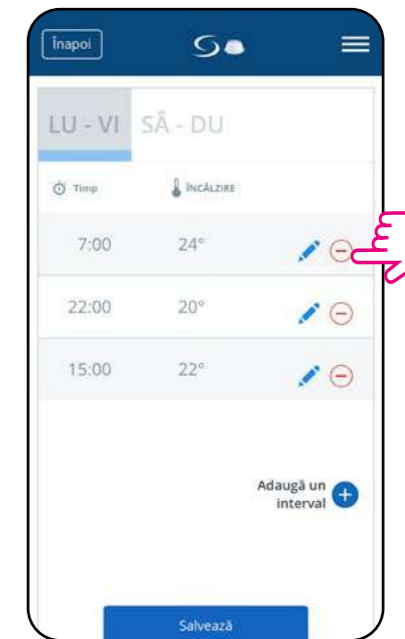 Înapoi
LU - VI SÂ - DU
Timp ÎNCĂLZIRE
7:00 24°
22:00 20°
15:00 22°
Adaugă un
interval
Salvează